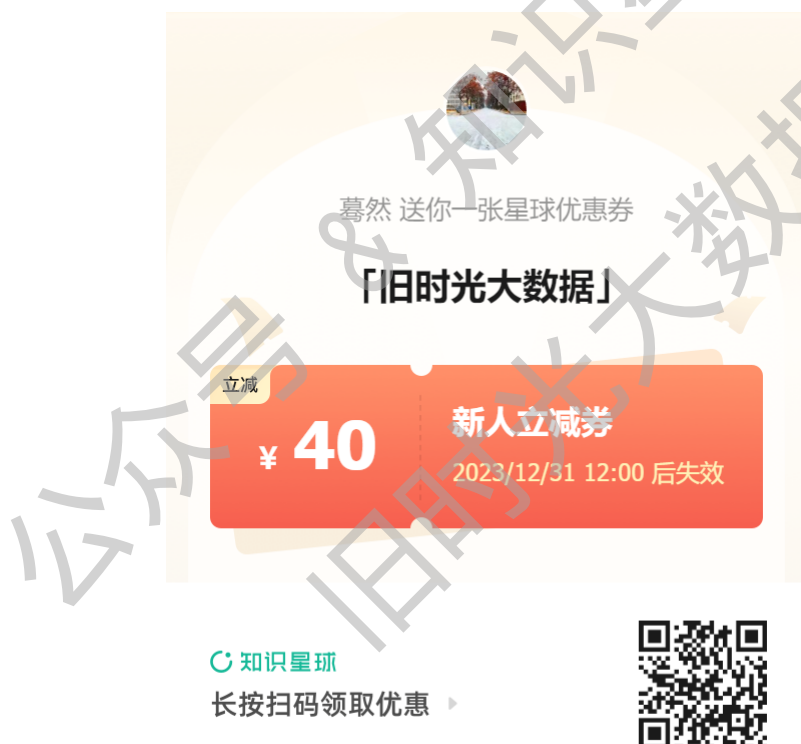 蓦然 送你一张星球优惠券
「旧时光大数据」
立减
¥ 40
新人立减券
2023/12/31 12:00 后失效
知识星球
长按扫码领取优惠
公众号 & 知识星
旧时光大数据